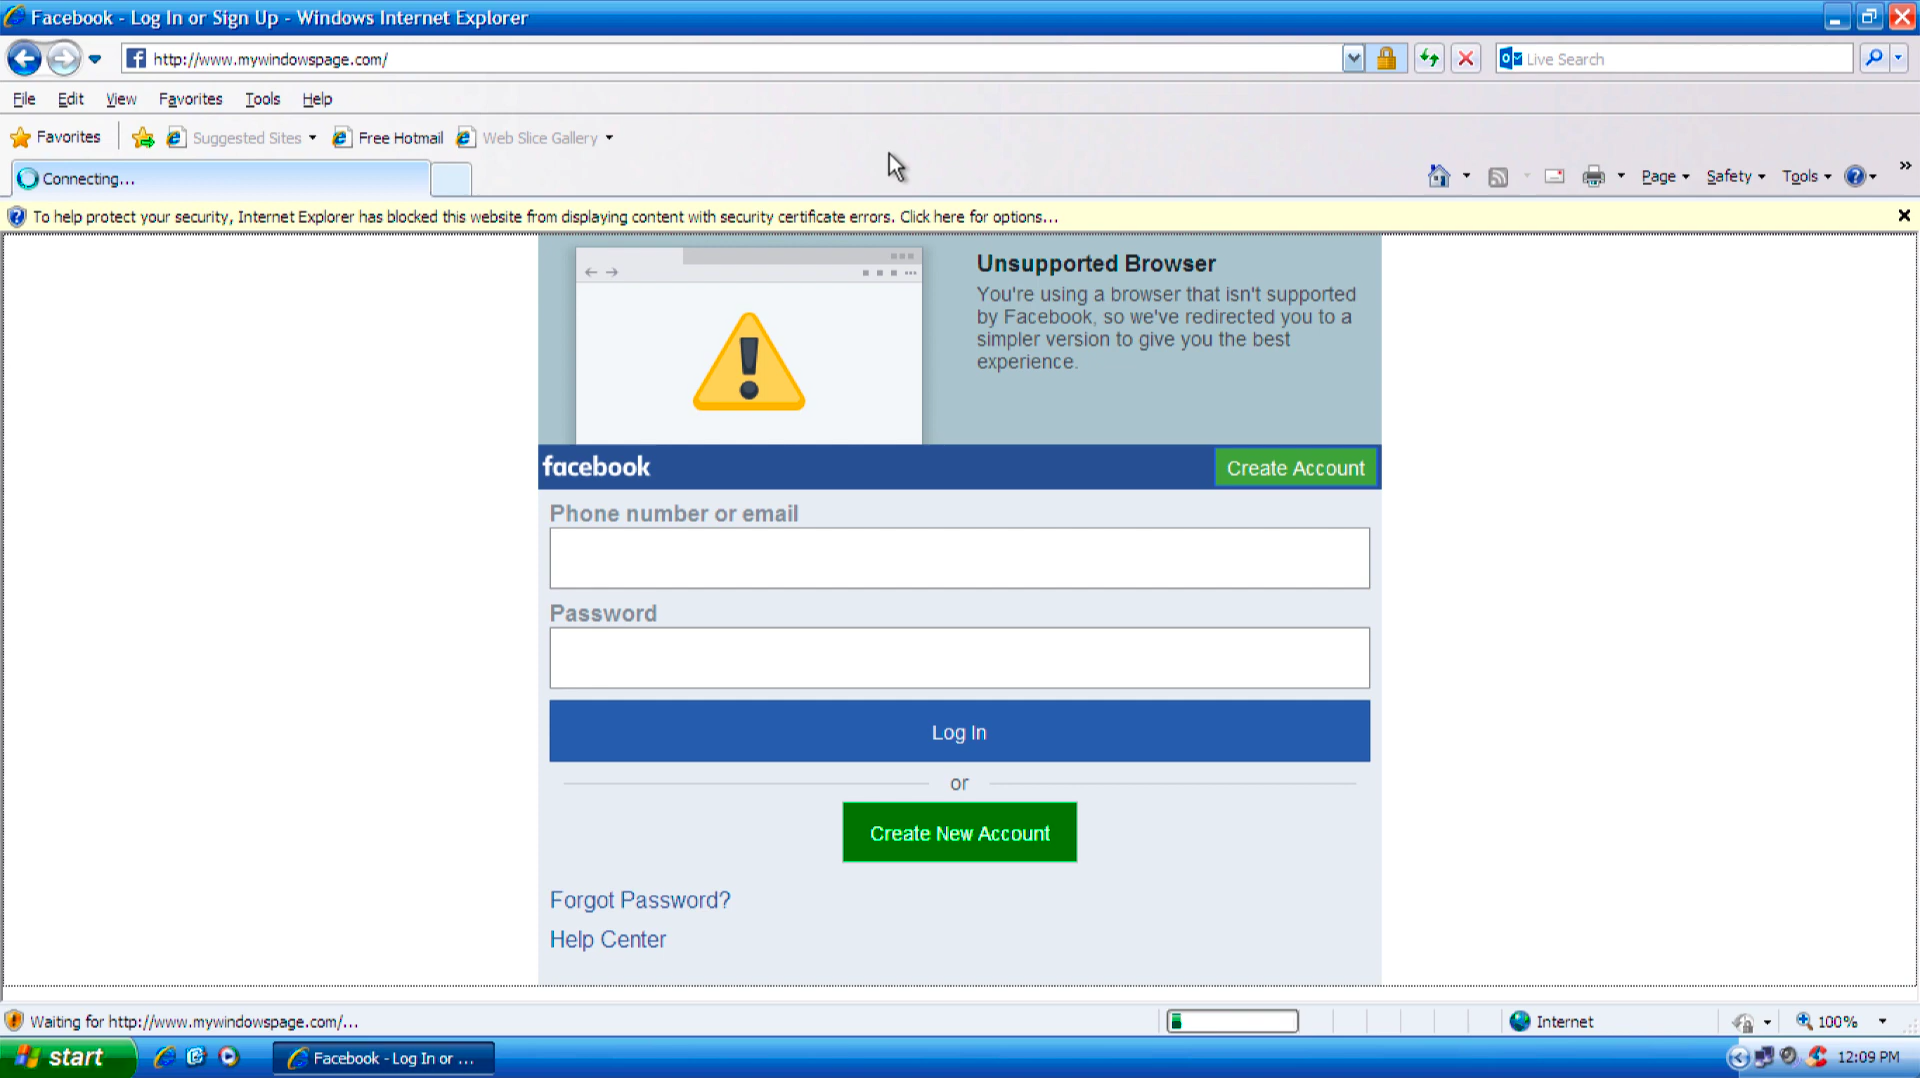 Facebook - Log In or Sign Up - Windows Internet Explorer
http://www.mywindowspage.com/
Live Search
File Edit View Favorites Tools Help
Favorites Suggested Sites Free Hotmail Web Slice Gallery
Connecting...
Page Safety Tools
To help protect your security, Internet Explorer has blocked this website from displaying content with security certificate errors. Click here for options...
Unsupported Browser
You're using a browser that isn't supported
by Facebook, so we've redirected you to a
simpler version to give you the best
experience.
facebook
Create Account
Phone number or email
Password
Log In
or
Create New Account
Forgot Password?
Help Center
Waiting for http://www.mywindowspage.com/...
Internet
100%
start
Facebook - Log In or ...
12:09 PM